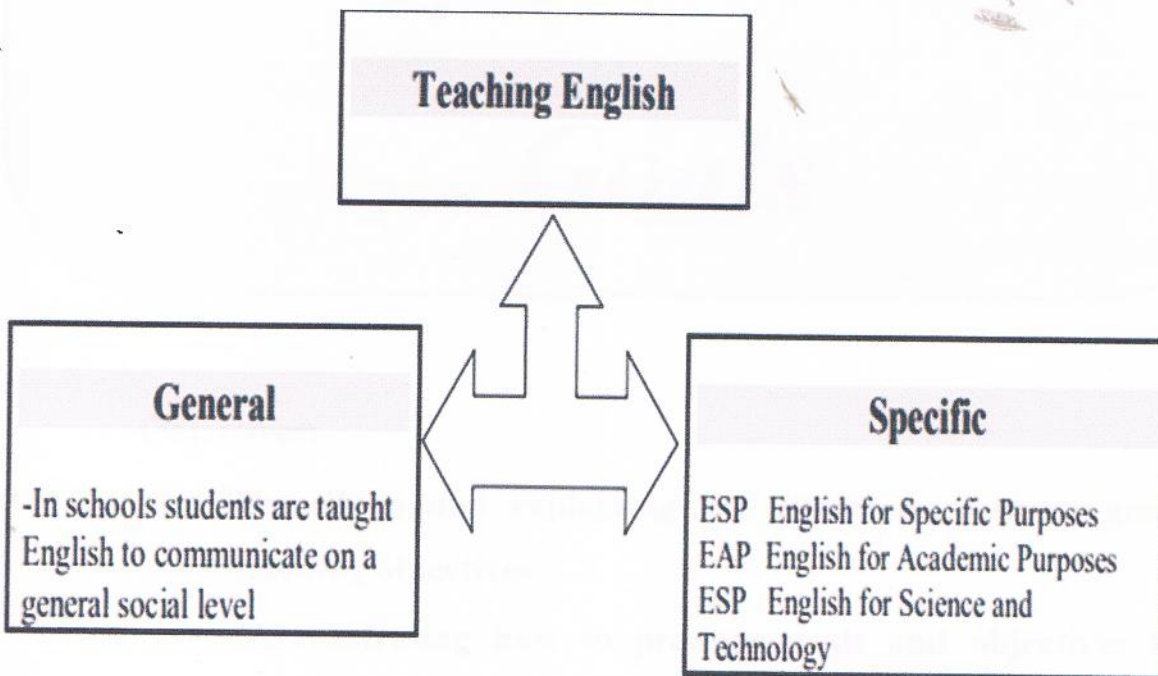 Teaching English
General
-In schools students are taught
English to communicate on a
general social level
Specific
ESP English for Specific Purposes
EAP English for Academic Purposes
ESP English for Science and
Technology